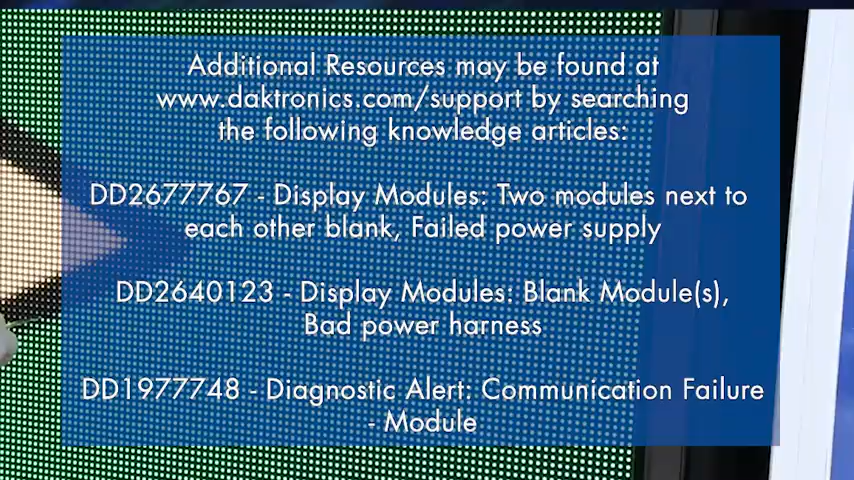 Additional Resources may be found at
www.daktronics.com/support by searching
the following knowledge articles:
DD2677767 - Display Modules: Two modules next to
each other blank, Failed power supply
DD2640123 - Display Modules: Blank Module(s),
Bad power harness
DD1977748 - Diagnostic Alert: Communication Failure
- Module